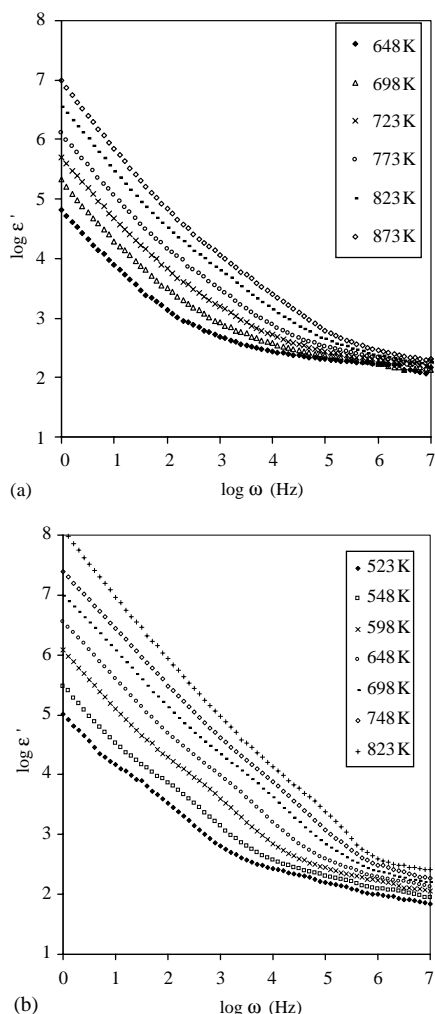 8
7
6
5
4
3
2
1
log ε '
0 1 2 3 4 5 6 7
log ω (Hz)
648K
698K
723K
773K
823K
873K
(a)
8
7
6
5
4
3
2
1
log ε '
0 1 2 3 4 5 6 7
log ω (Hz)
523K
548K
598K
648K
698K
748K
823K
(b)